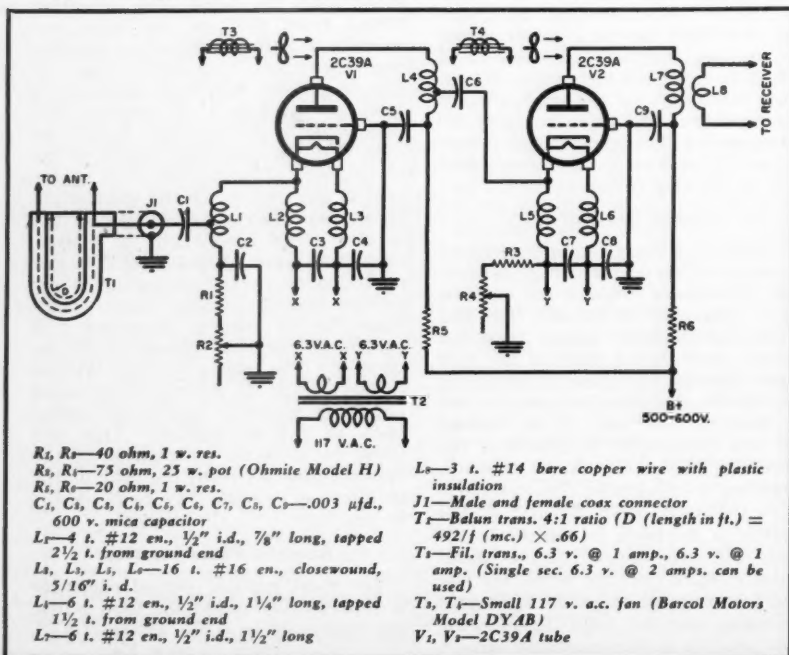 T3
2C39A
V1
L4
C6
T4
2C39A
V2
L7
L8
TO RECEIVER
C5
C9
TO ANT.
J1
C1
L1
L2
L3
L5
L6
T1
D
C2
C3
C4
R3
C7
C8
R1
X
X
R4
Y
Y
R2
R5
R6
6.3 V.A.C.
6.3 V.A.C.
X
X
Y
Y
T2
117 V.A.C.
B+
500-600V.
R₁, R₃—40 ohm, 1 w. res.
R₂, R₄—75 ohm, 25 w. pot (Ohmite Model H)
R₅, R₆—20 ohm, 1 w. res.
C₁, C₂, C₃, C₄, C₅, C₆, C₇, C₈, C₉—.003 μfd.,
600 v. mica capacitor
L₁—4 t. #12 en., 1/2" i.d., 7/8" long, tapped
2 1/2 t. from ground end
L₂, L₃, L₅, L₆—16 t. #16 en., closewound,
5/16" i. d.
L₄—6 t. #12 en., 1/2" i.d., 1 1/4" long, tapped
1 1/2 t. from ground end
L₇—6 t. #12 en., 1/2" i.d., 1 1/2" long
L₈—3 t. #14 bare copper wire with plastic
insulation
J1—Male and female coax connector
T₁—Balun trans. 4:1 ratio (D (length in ft.) =
492/f (mc.) × .66)
T₂—Fil. trans., 6.3 v. @ 1 amp., 6.3 v. @ 1
amp. (Single sec. 6.3 v. @ 2 amps. can be
used)
T₃, T₄—Small 117 v. a.c. fan (Barcol Motors
Model DYAB)
V₁, V₂—2C39A tube